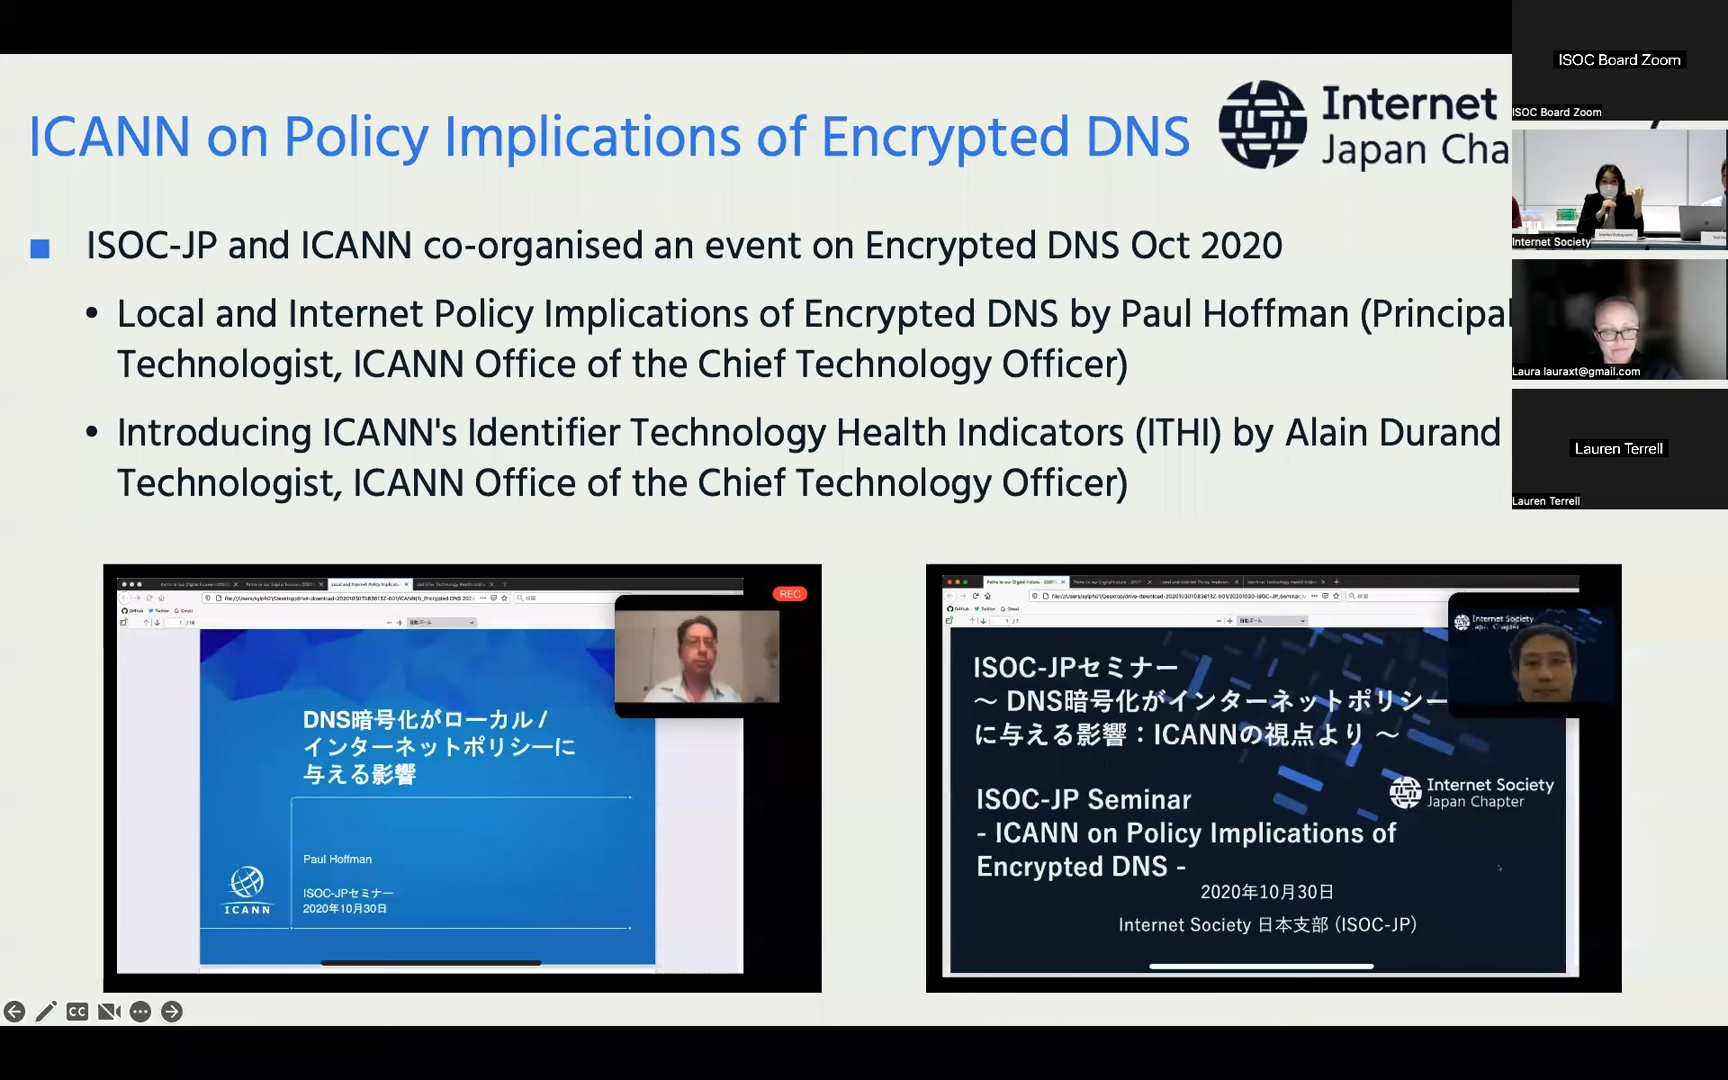 ICANN on Policy Implications of Encrypted DNS
Internet
Japan Cha
ISOC-JP and ICANN co-organised an event on Encrypted DNS Oct 2020
Local and Internet Policy Implications of Encrypted DNS by Paul Hoffman (Principal
Technologist, ICANN Office of the Chief Technology Officer)
Introducing ICANN's Identifier Technology Health Indicators (ITHI) by Alain Durand
Technologist, ICANN Office of the Chief Technology Officer)
ISOC Board Zoom
ISOC Board Zoom
Internet Society
Laura lauraxt@gmail.com
Lauren Terrell
Lauren Terrell
REC
DNS暗号化がローカル /
インターネットポリシーに
与える影響
Paul Hoffman
ISOC-JPセミナー
2020年10月30日
ICANN
Internet Society
ISOC-JPセミナー
～ DNS暗号化がインターネットポリシー
に与える影響：ICANNの視点より ～
Internet Society
Japan Chapter
ISOC-JP Seminar
- ICANN on Policy Implications of
Encrypted DNS -
2020年10月30日
Internet Society 日本支部 (ISOC-JP)
CC